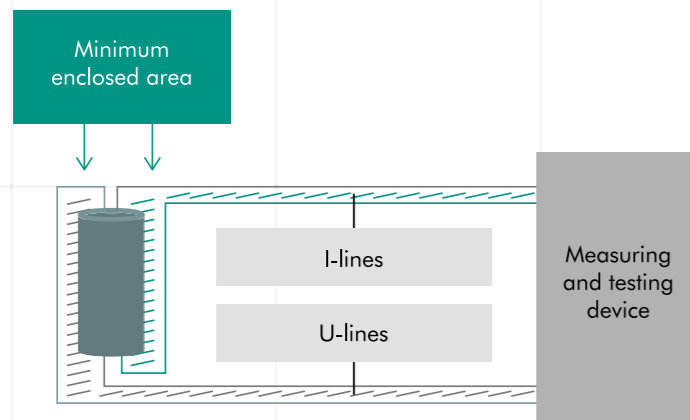 Minimum
enclosed area
I-lines
U-lines
Measuring
and testing
device